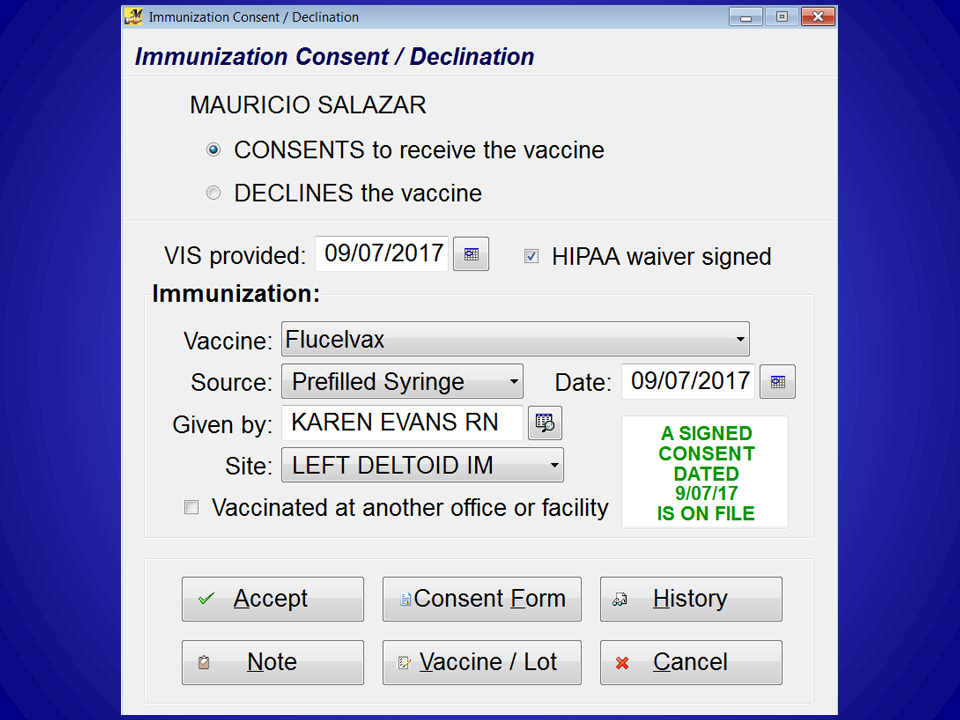 Immunization Consent / Declination
Immunization Consent / Declination
MAURICIO SALAZAR
CONSENTS to receive the vaccine
DECLINES the vaccine
VIS provided: 09/07/2017 HIPAA waiver signed
Immunization:
Vaccine: Flucelvax
Source: Prefilled Syringe Date: 09/07/2017
Given by: KAREN EVANS RN
Site: LEFT DELTOID IM
Vaccinated at another office or facility
A SIGNED
CONSENT
DATED
9/07/17
IS ON FILE
Accept Consent Form History
Note Vaccine / Lot Cancel